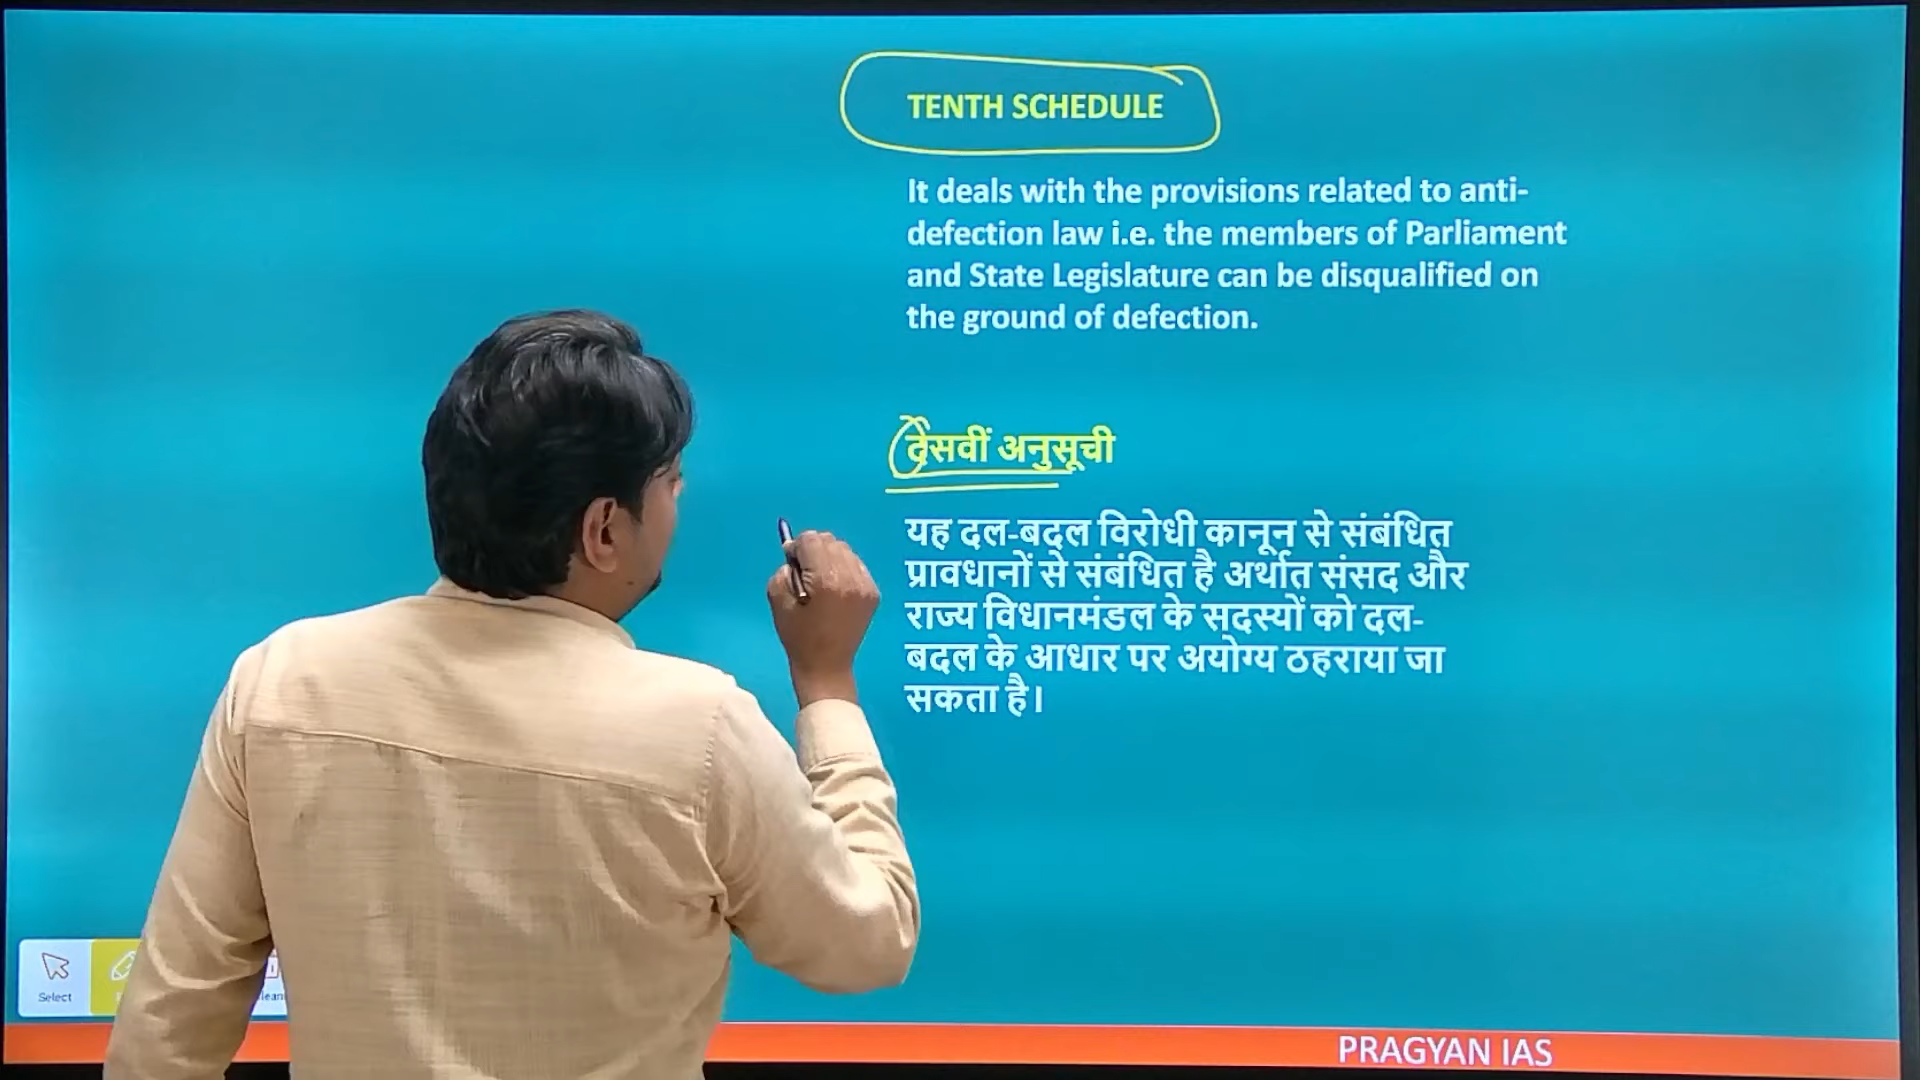 TENTH SCHEDULE
It deals with the provisions related to anti-
defection law i.e. the members of Parliament
and State Legislature can be disqualified on
the ground of defection.
दसवीं अनुसूची
यह दल-बदल विरोधी कानून से संबंधित
प्रावधानों से संबंधित है अर्थात संसद और
राज्य विधानमंडल के सदस्यों को दल-
बदल के आधार पर अयोग्य ठहराया जा
सकता है।
Select
PRAGYAN IAS